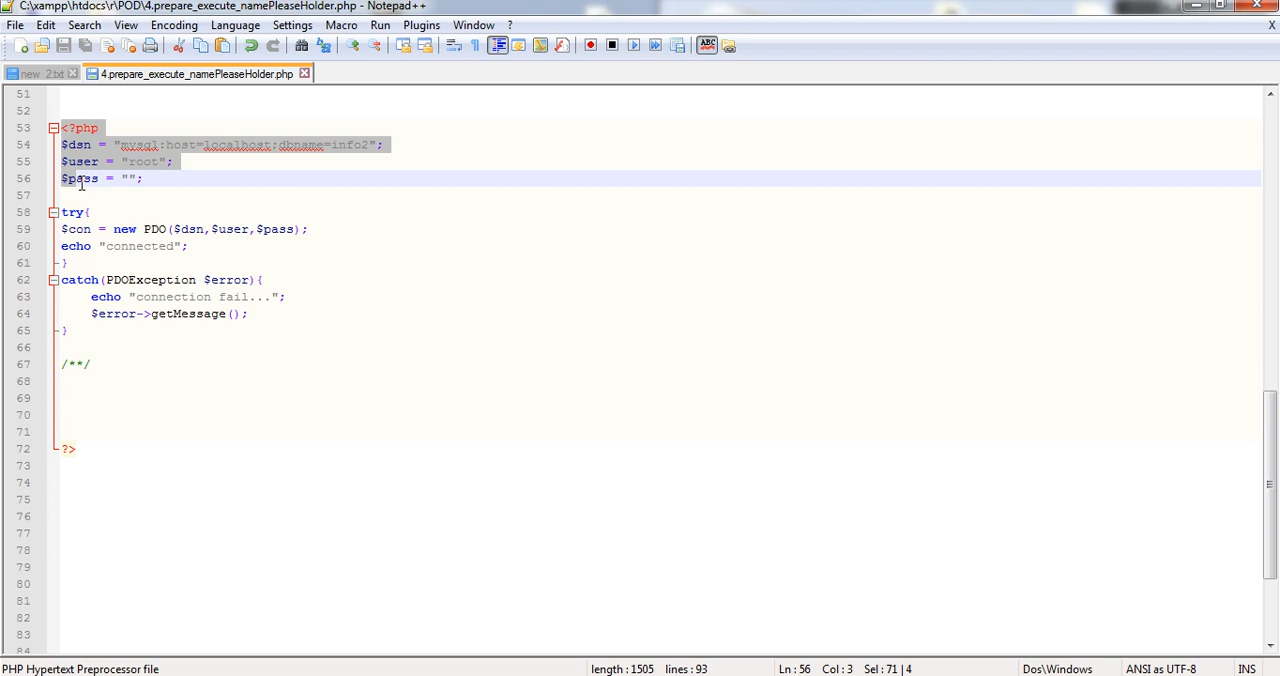 C:\xampp\htdocs\r\POD\4.prepare_execute_namePleaseHolder.php - Notepad++
File Edit Search View Encoding Language Settings Macro Run Plugins Window ? X
new 2.txt 4.prepare_execute_namePleaseHolder.php
51
52
53 <?php
54 $dsn = "mysql:host=localhost;dbname=info2";
55 $user = "root";
56 $pass = "";
57
58 try{
59 $con = new PDO($dsn,$user,$pass);
60 echo "connected";
61 }
62 catch(PDOException $error){
63 echo "connection fail...";
64 $error->getMessage();
65 }
66
67 /**/
68
69
70
71
72 ?>
73
74
75
76
77
78
79
80
81
82
83
84
PHP Hypertext Preprocessor file length : 1505 lines : 93 Ln : 56 Col : 3 Sel : 71 | 4 Dos\Windows ANSI as UTF-8 INS